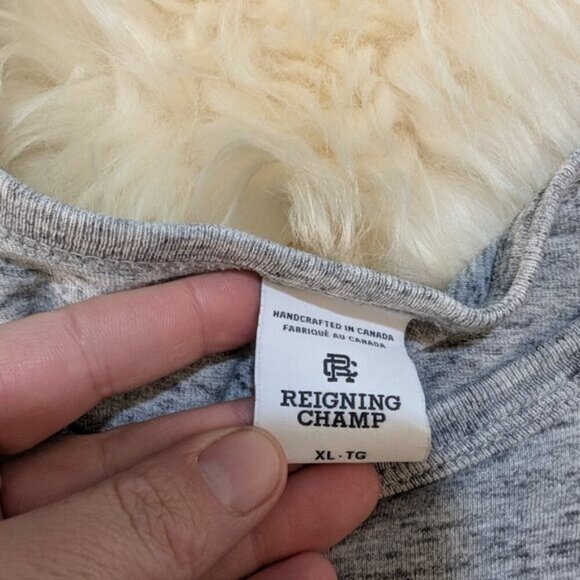 HANDCRAFTED IN CANADA
FABRIQUÉ AU CANADA
RC
REIGNING
CHAMP
XL · TG